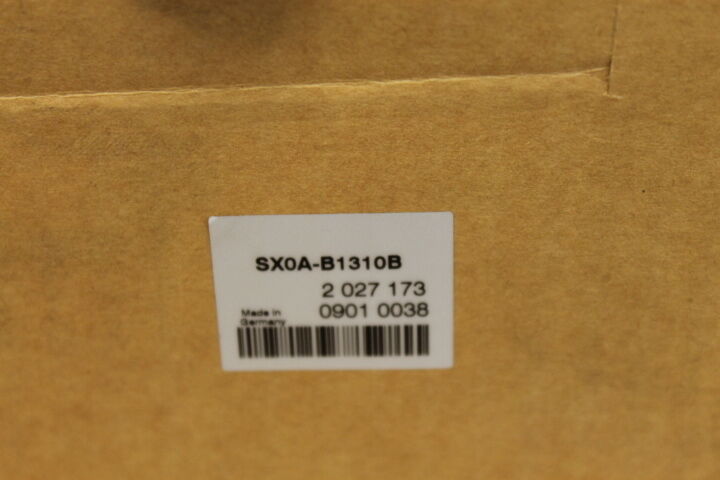 SX0A-B1310B
2 027 173
Made in
Germany
0901 0038